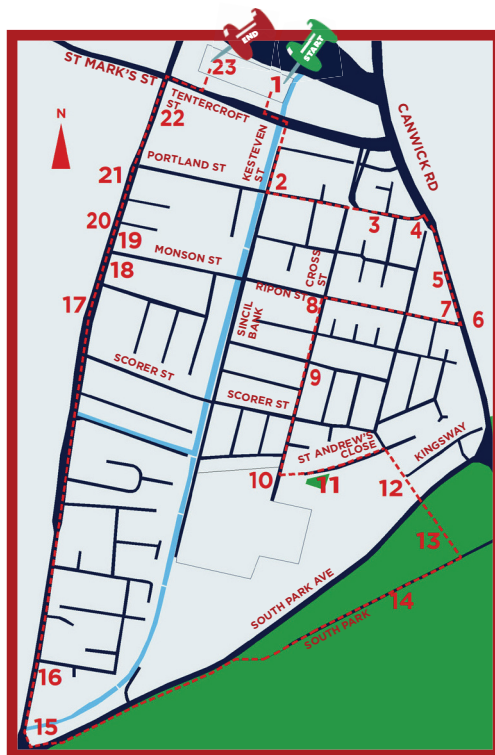 END
START
ST MARK'S ST
23
1
TENTERCROFT
ST
22
CANWICK RD
N
KESTEVEN
ST
PORTLAND ST
21
2
3
4
20
19
MONSON ST
18
CROSS
ST
5
RIPON ST
8
7
6
17
SINCIL
BANK
SCORER ST
9
SCORER ST
ST ANDREW'S
CLOSE
KINGSWAY
10
11
12
13
SOUTH PARK AVE
14
SOUTH PARK
16
15